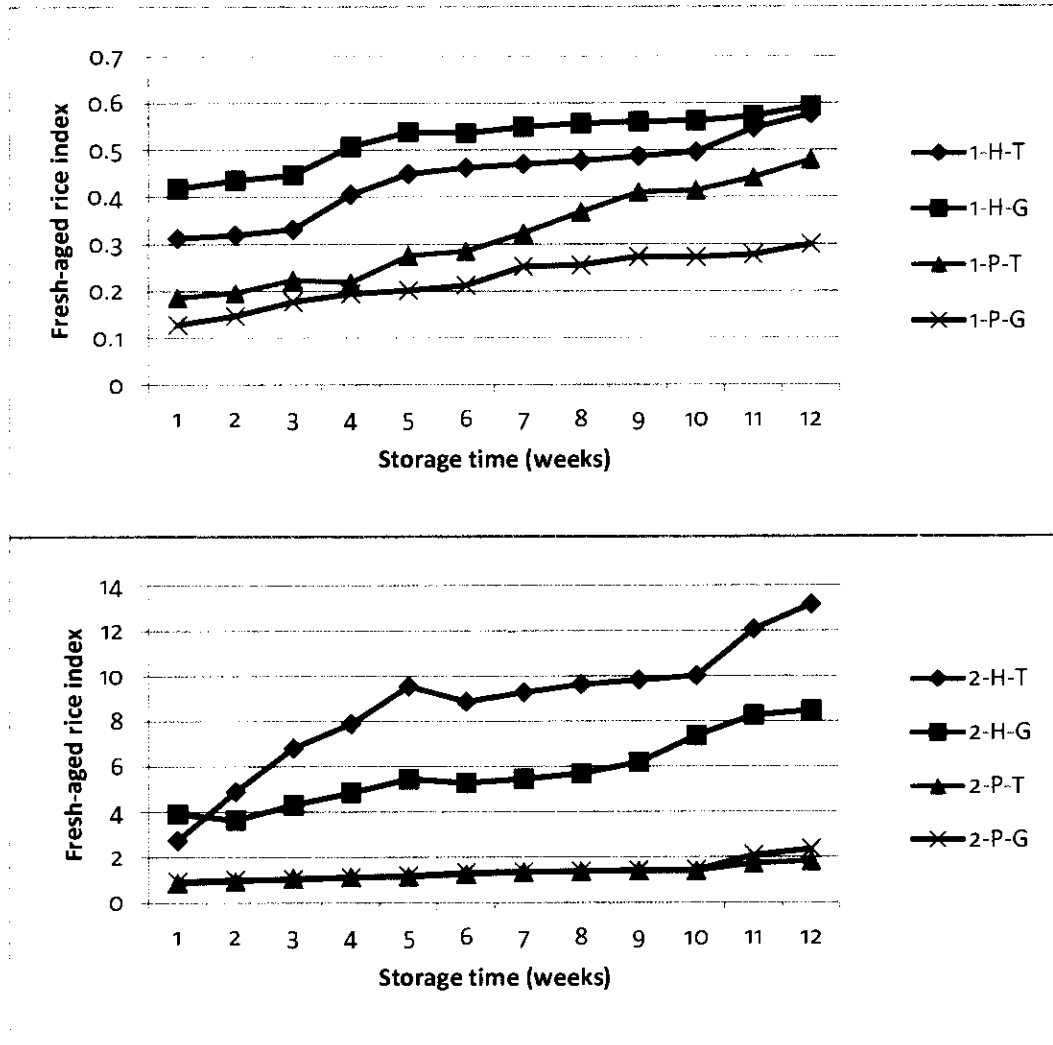 Fresh-aged rice index
0.7
0.6
0.5
0.4
0.3
0.2
0.1
0
1 2 3 4 5 6 7 8 9 10 11 12
Storage time (weeks)
1-H-T
1-H-G
1-P-T
1-P-G
Fresh-aged rice index
14
12
10
8
6
4
2
0
1 2 3 4 5 6 7 8 9 10 11 12
Storage time (weeks)
2-H-T
2-H-G
2-P-T
2-P-G